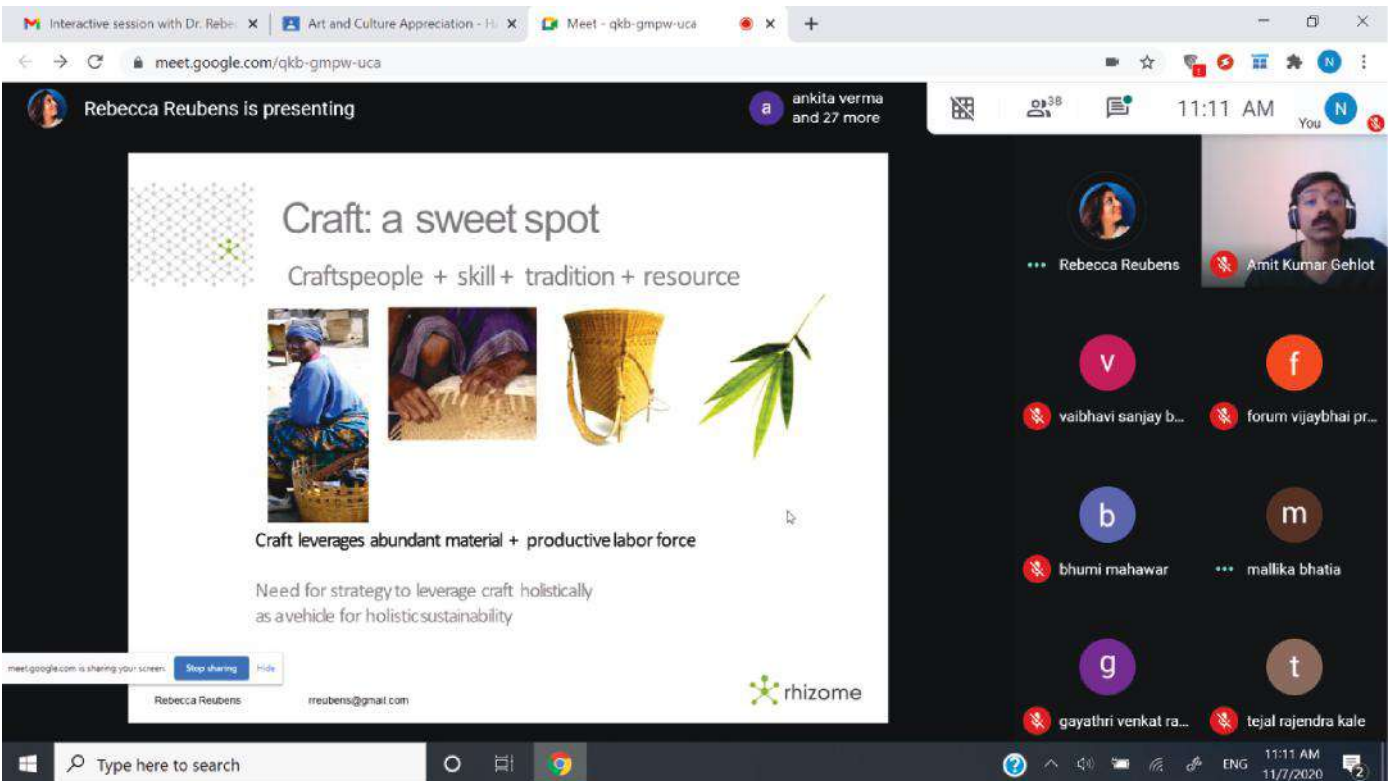 Interactive session with Dr. Rebe
Art and Culture Appreciation - H
Meet - qkb-gmpw-uca
meet.google.com/qkb-gmpw-uca
N
Rebecca Reubens is presenting
a
ankita verma
and 27 more
38
11:11 AM
You
N
Craft: a sweet spot
Craftspeople + skill + tradition + resource
Craft leverages abundant material + productive labor force
Need for strategy to leverage craft holistically
as a vehicle for holistic sustainability
meet.google.com is sharing your screen.
Stop sharing
Hide
Rebecca Reubens
rreubens@gmail.com
rhizome
Rebecca Reubens
Amit Kumar Gehlot
v
vaibhavi sanjay b...
f
forum vijaybhai pr...
b
bhumi mahawar
m
mallika bhatia
g
gayathri venkat ra...
t
tejal rajendra kale
Type here to search
ENG
11:11 AM
11/7/2020
2